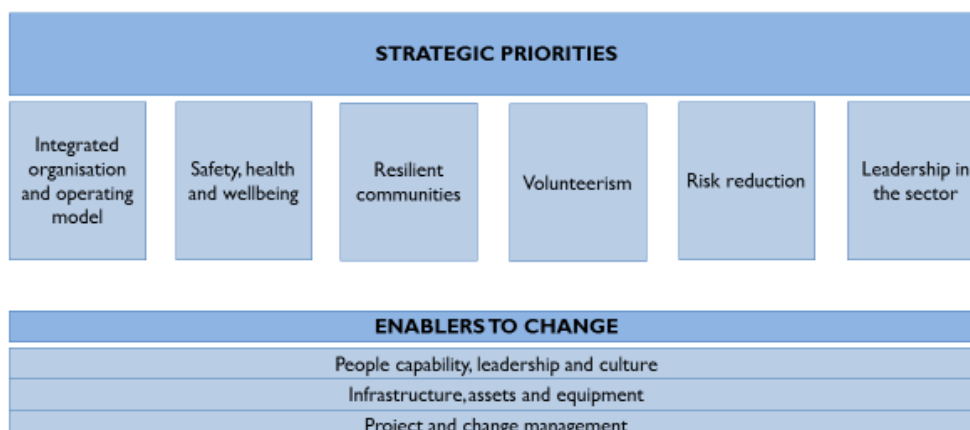 STRATEGIC PRIORITIES
Integrated
organisation
and operating
model
Safety, health
and wellbeing
Resilient
communities
Volunteerism
Risk reduction
Leadership in
the sector
ENABLERS TO CHANGE
People capability, leadership and culture
Infrastructure, assets and equipment
Project and change management